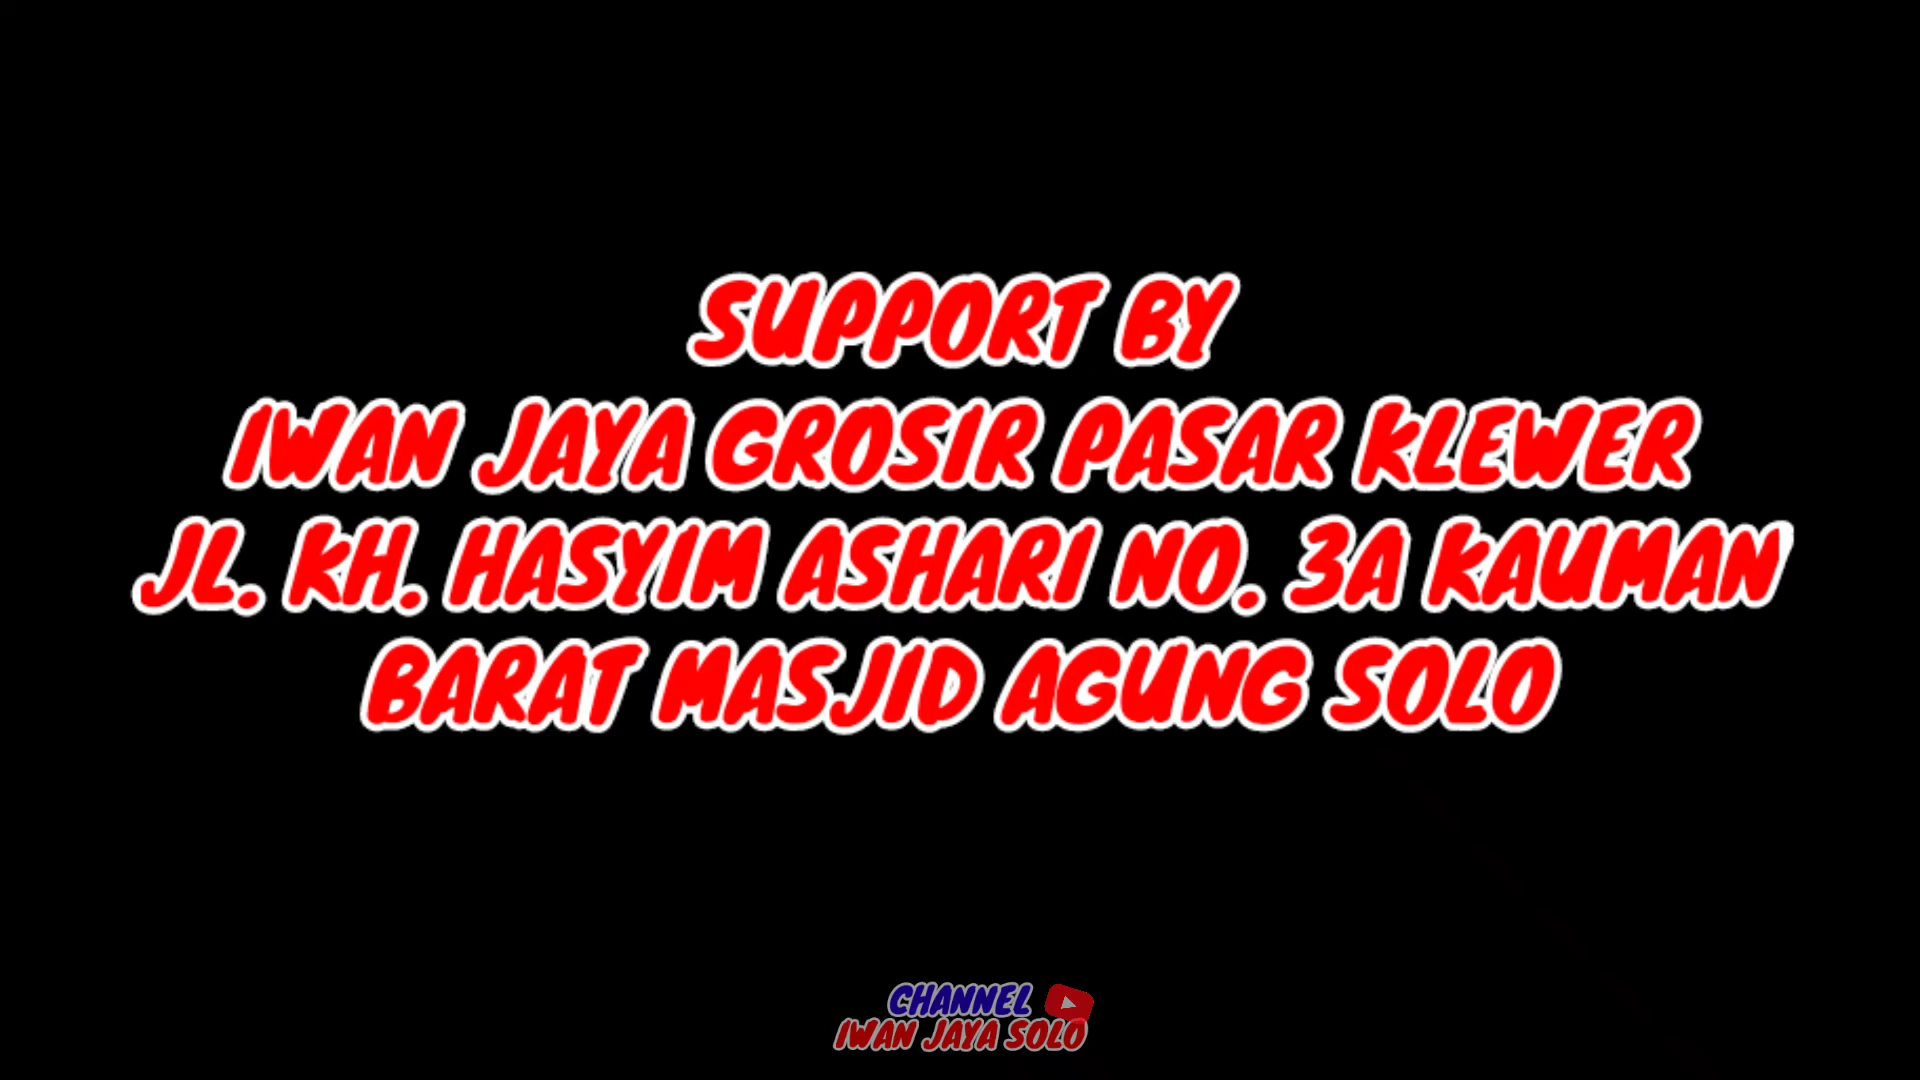 SUPPORT BY
IWAN JAYA GROSIR PASAR KLEWER
JL. KH. HASYIM ASHARI NO. 3A KAUMAN
BARAT MASJID AGUNG SOLO
CHANNEL
IWAN JAYA SOLO